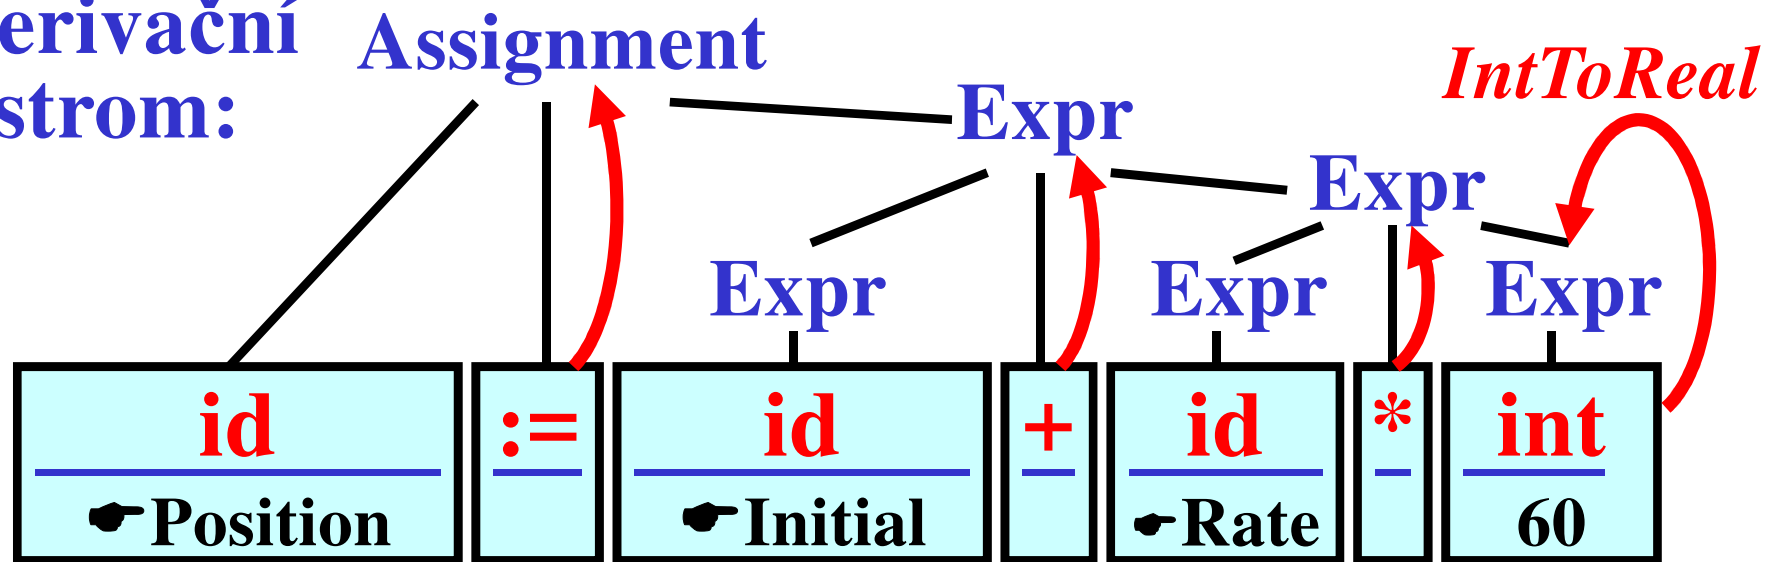 erivační
strom:
Assignment
IntToReal
Expr
Expr
Expr
Expr
Expr
id
:=
id
+
id
*
int
☛Position
☛Initial
☛Rate
60